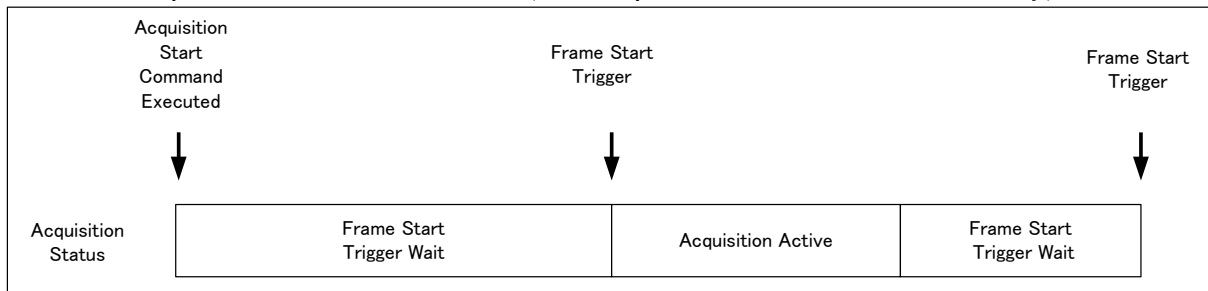 Acquisition
Start
Command
Executed
Frame Start
Trigger
Frame Start
Trigger
Acquisition
Status
Frame Start
Trigger Wait
Acquisition Active
Frame Start
Trigger Wait